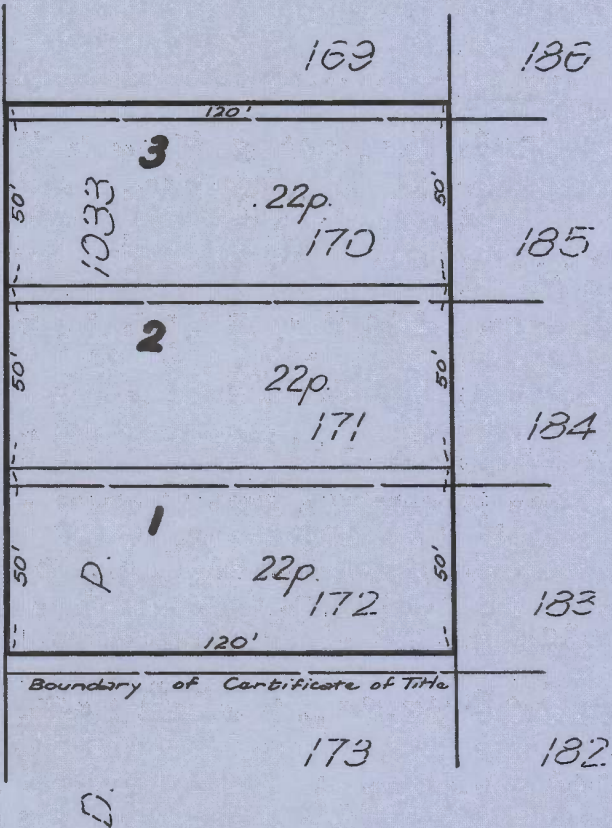 169 186
120'
3
50' 1033 .22p. 50'
170 185
2
50' 22p. 50'
171 184
1
50' P. 22p. 50'
172 183
120'
Boundary of Certificate of Title
173 182
D.